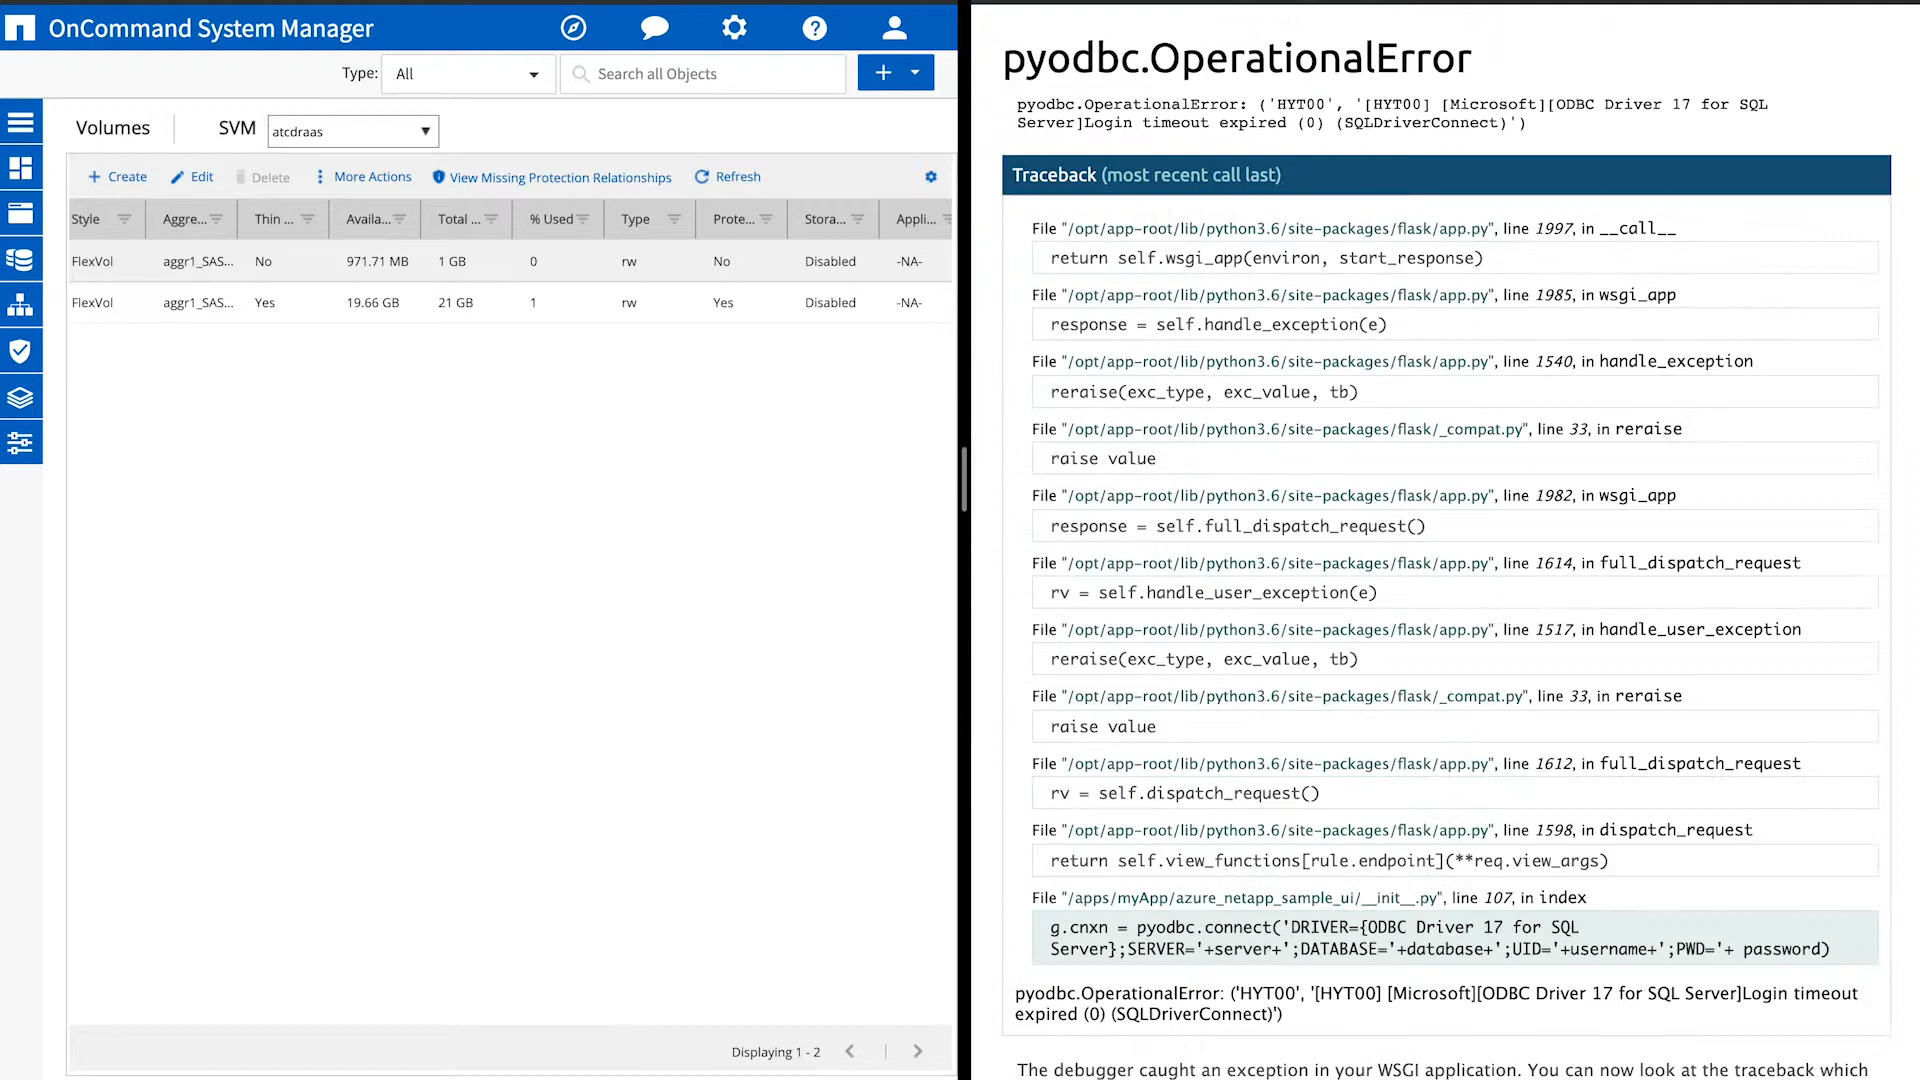 OnCommand System Manager
Type: All Search all Objects
Volumes SVM atcdraas
Create Edit Delete More Actions View Missing Protection Relationships Refresh
Style Aggre... Thin ... Availa... Total ... % Used Type Prote... Stora... Appli...
FlexVol aggr1_SAS... No 971.71 MB 1 GB 0 rw No Disabled -NA-
FlexVol aggr1_SAS... Yes 19.66 GB 21 GB 1 rw Yes Disabled -NA-
Displaying 1 - 2
pyodbc.OperationalError
pyodbc.OperationalError: ('HYT00', '[HYT00] [Microsoft][ODBC Driver 17 for SQL
Server]Login timeout expired (0) (SQLDriverConnect)')
Traceback (most recent call last)
File "/opt/app-root/lib/python3.6/site-packages/flask/app.py", line 1997, in __call__
return self.wsgi_app(environ, start_response)
File "/opt/app-root/lib/python3.6/site-packages/flask/app.py", line 1985, in wsgi_app
response = self.handle_exception(e)
File "/opt/app-root/lib/python3.6/site-packages/flask/app.py", line 1540, in handle_exception
reraise(exc_type, exc_value, tb)
File "/opt/app-root/lib/python3.6/site-packages/flask/_compat.py", line 33, in reraise
raise value
File "/opt/app-root/lib/python3.6/site-packages/flask/app.py", line 1982, in wsgi_app
response = self.full_dispatch_request()
File "/opt/app-root/lib/python3.6/site-packages/flask/app.py", line 1614, in full_dispatch_request
rv = self.handle_user_exception(e)
File "/opt/app-root/lib/python3.6/site-packages/flask/app.py", line 1517, in handle_user_exception
reraise(exc_type, exc_value, tb)
File "/opt/app-root/lib/python3.6/site-packages/flask/_compat.py", line 33, in reraise
raise value
File "/opt/app-root/lib/python3.6/site-packages/flask/app.py", line 1612, in full_dispatch_request
rv = self.dispatch_request()
File "/opt/app-root/lib/python3.6/site-packages/flask/app.py", line 1598, in dispatch_request
return self.view_functions[rule.endpoint](**req.view_args)
File "/apps/myApp/azure_netapp_sample_ui/__init__.py", line 107, in index
g.cnxn = pyodbc.connect('DRIVER={ODBC Driver 17 for SQL
Server};SERVER='+server+';DATABASE='+database+';UID='+username+';PWD='+ password)
pyodbc.OperationalError: ('HYT00', '[HYT00] [Microsoft][ODBC Driver 17 for SQL Server]Login timeout
expired (0) (SQLDriverConnect)')
The debugger caught an exception in your WSGI application. You can now look at the traceback which